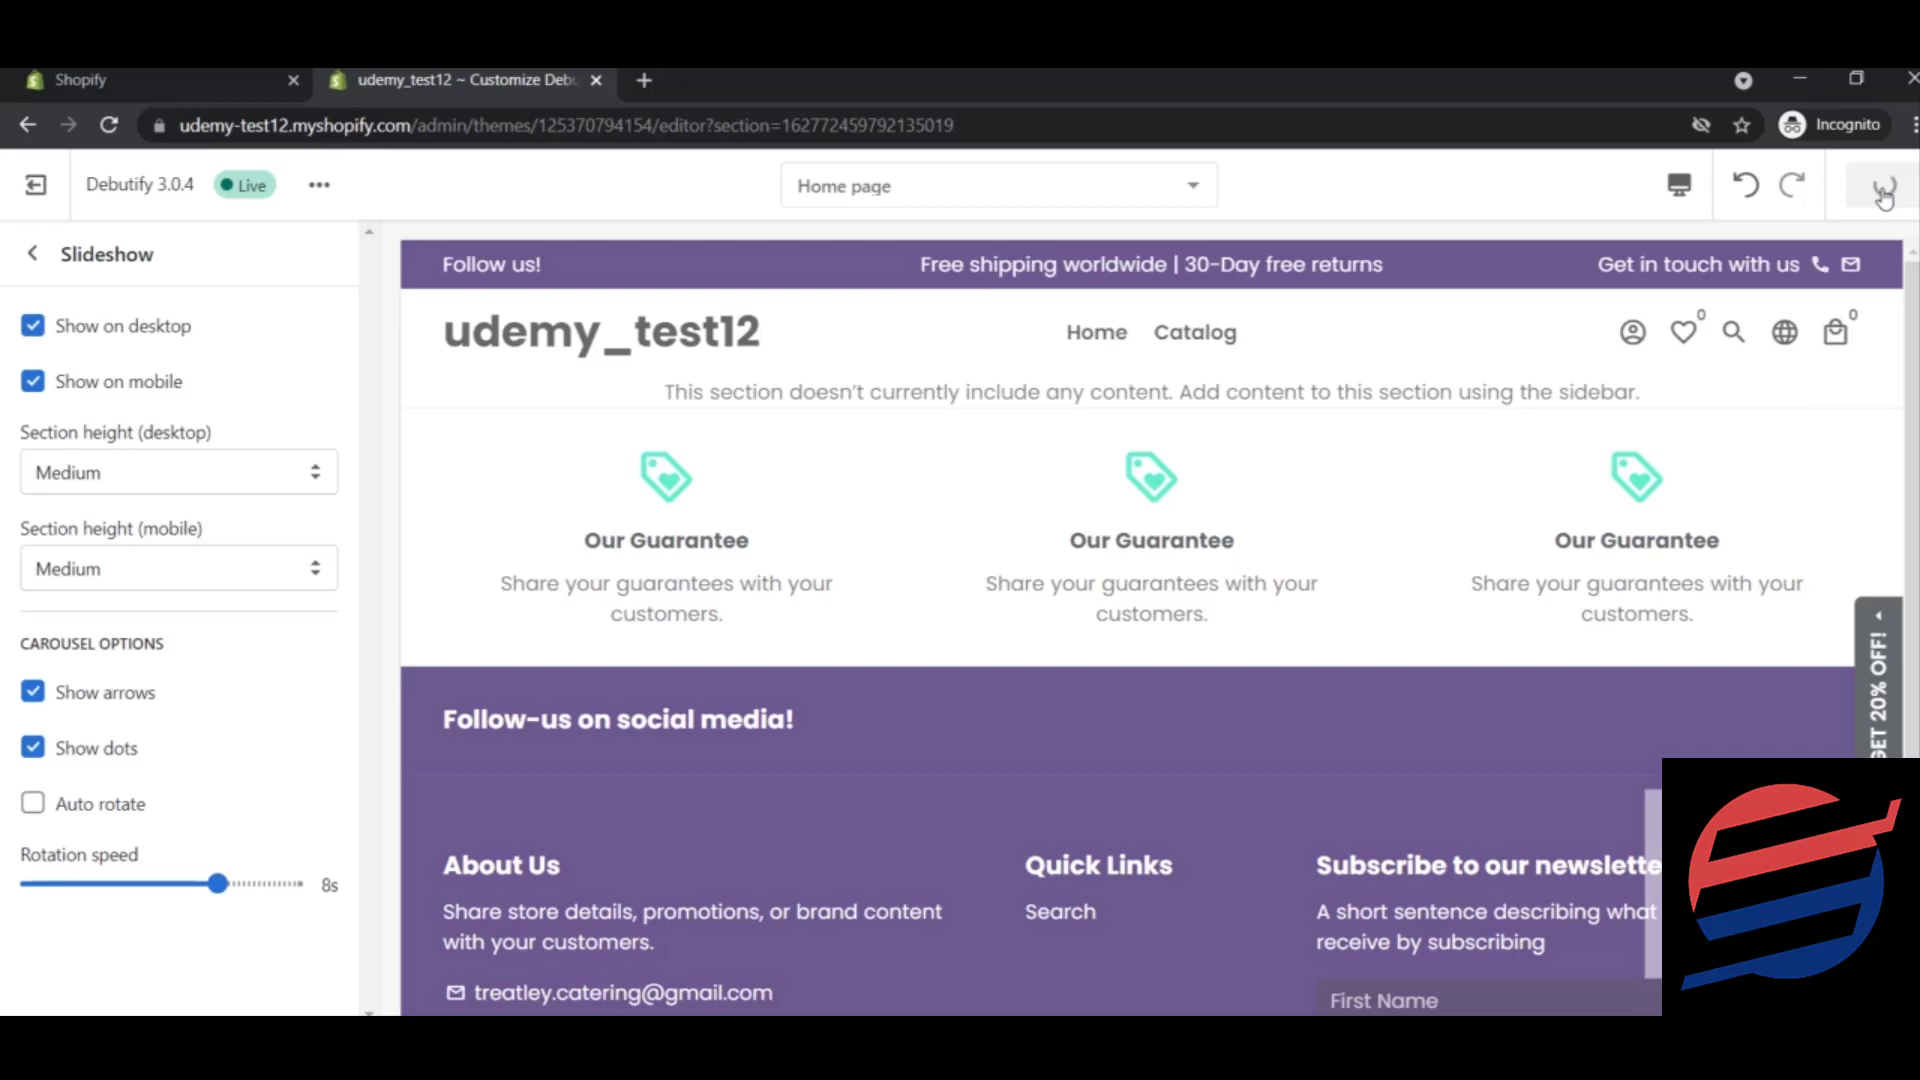 Shopify
udemy_test12 ~ Customize Debu
udemy-test12.myshopify.com/admin/themes/125370794154/editor?section=162772459792135019
Incognito
Debutify 3.0.4
Live
Home page
Slideshow
Show on desktop
Show on mobile
Section height (desktop)
Medium
Section height (mobile)
Medium
CAROUSEL OPTIONS
Show arrows
Show dots
Auto rotate
Rotation speed
8s
Follow us!
Free shipping worldwide | 30-Day free returns
Get in touch with us
udemy_test12
Home
Catalog
0
0
This section doesn't currently include any content. Add content to this section using the sidebar.
Our Guarantee
Share your guarantees with your
customers.
Our Guarantee
Share your guarantees with your
customers.
Our Guarantee
Share your guarantees with your
customers.
GET 20% OFF!
Follow-us on social media!
About Us
Share store details, promotions, or brand content
with your customers.
treatley.catering@gmail.com
Quick Links
Search
Subscribe to our newslette
A short sentence describing what
receive by subscribing
First Name